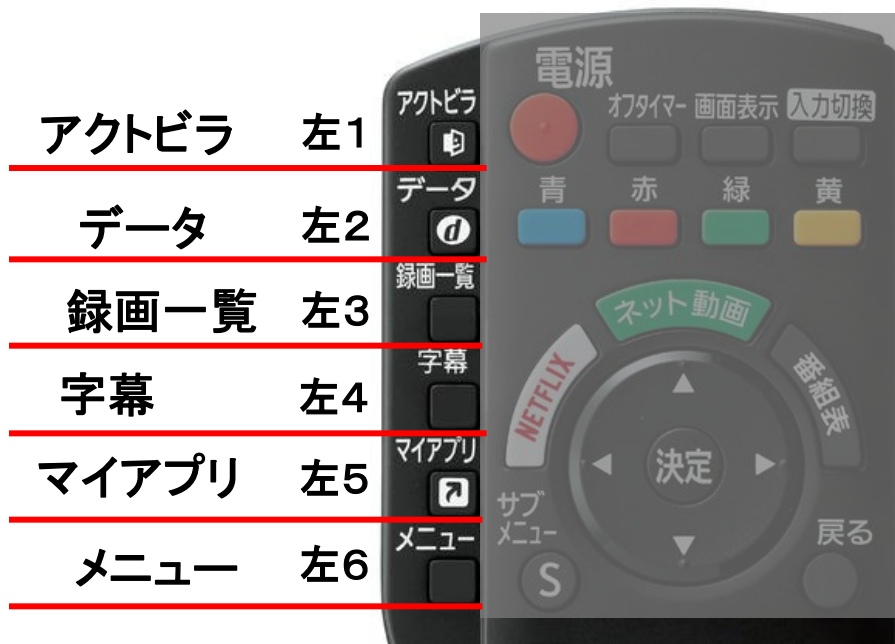 電源
アクトビラ 左1 アクトビラ オフタイマー 画面表示 入力切換
データ 左2 データ d 青 赤 緑 黄
録画一覧 左3 録画一覧
ネット動画
字幕 左4 字幕
NETFLIX 番組表
マイアプリ 左5 マイアプリ 決定
サブ
メニュー 戻る
メニュー 左6 メニュー
S